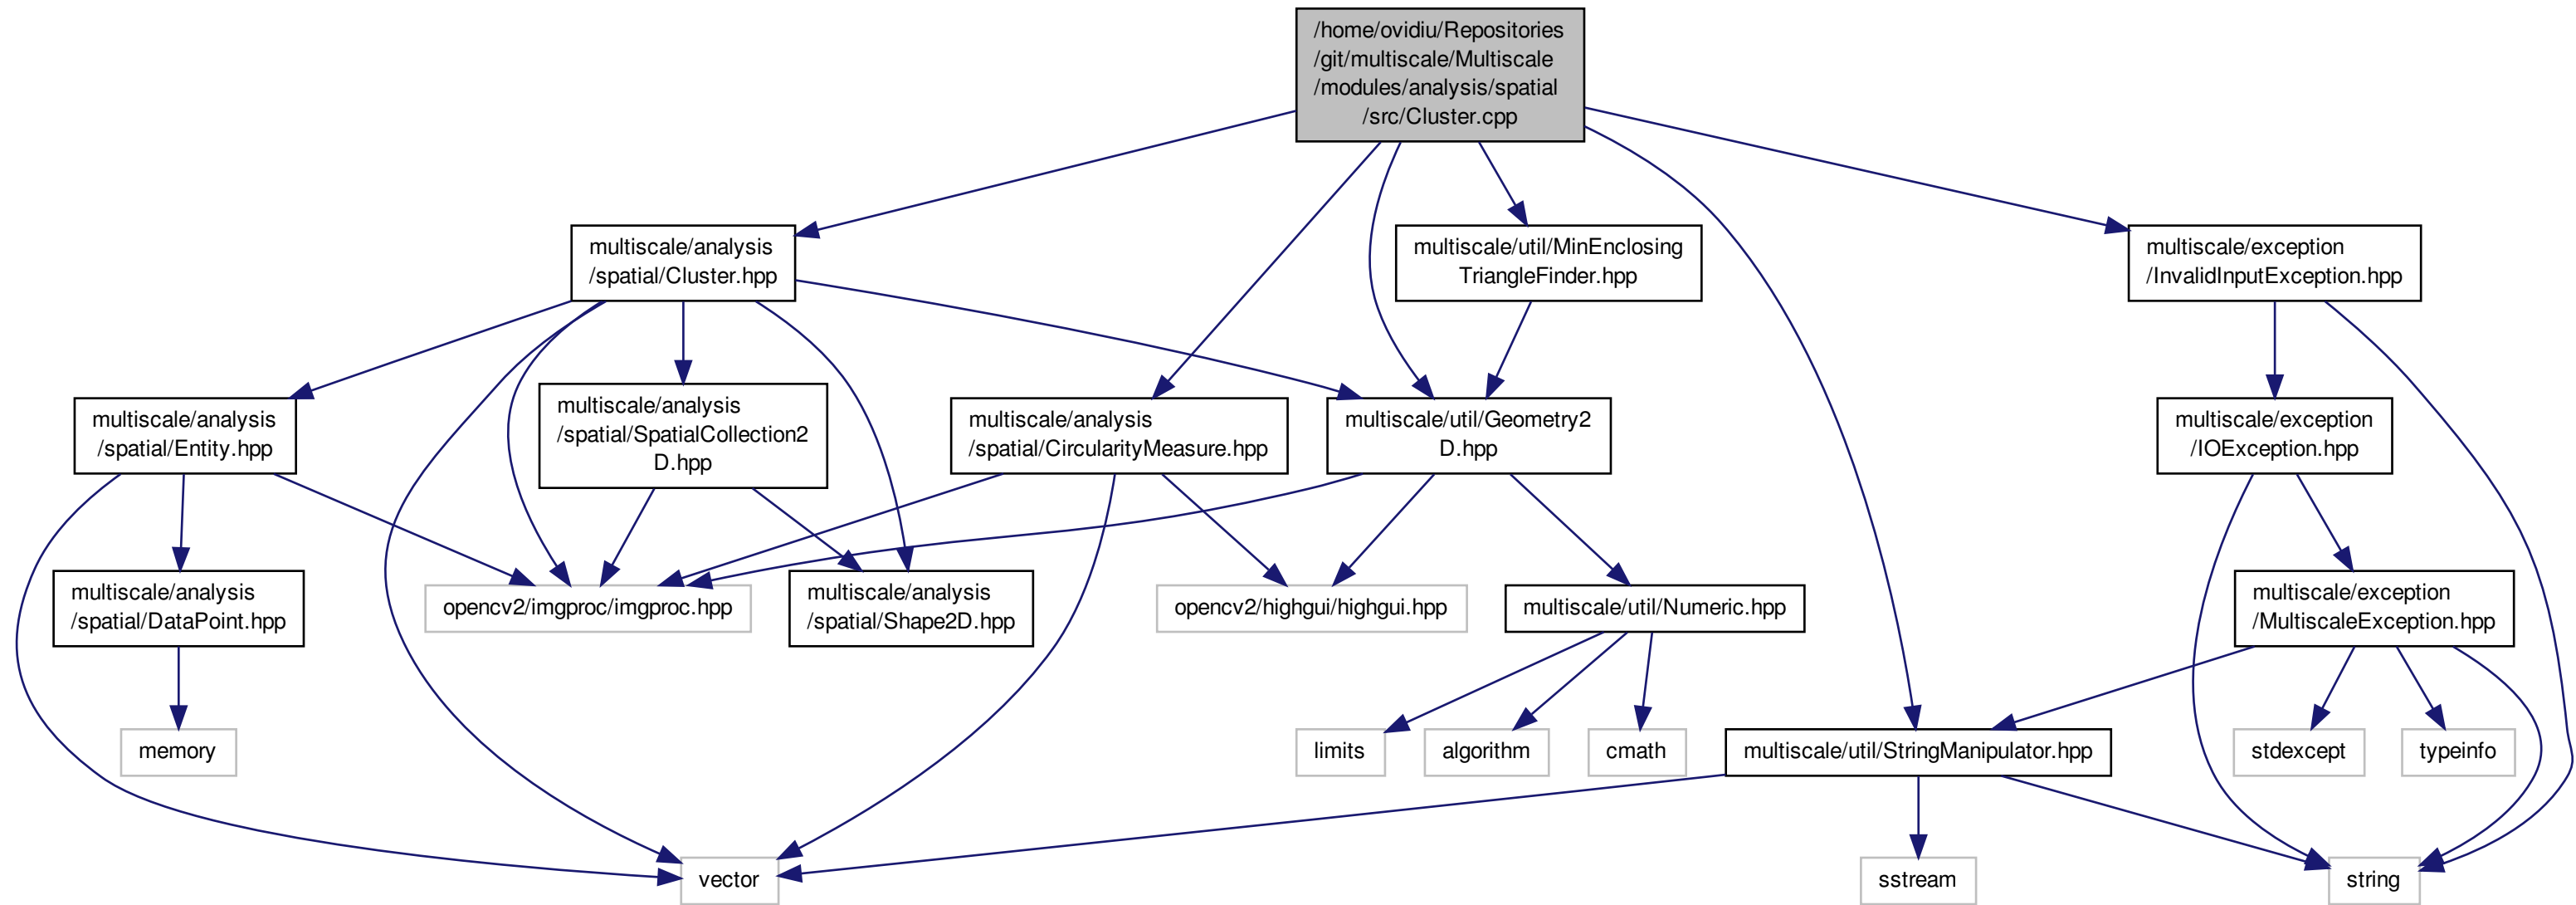 /home/ovidiu/Repositories
/git/multiscale/Multiscale
/modules/analysis/spatial
/src/Cluster.cpp
multiscale/analysis
/spatial/Cluster.hpp
multiscale/util/MinEnclosing
TriangleFinder.hpp
multiscale/exception
/InvalidInputException.hpp
multiscale/analysis
/spatial/Entity.hpp
multiscale/analysis
/spatial/SpatialCollection2
D.hpp
multiscale/analysis
/spatial/CircularityMeasure.hpp
multiscale/util/Geometry2
D.hpp
multiscale/exception
/IOException.hpp
multiscale/analysis
/spatial/DataPoint.hpp
opencv2/imgproc/imgproc.hpp
multiscale/analysis
/spatial/Shape2D.hpp
opencv2/highgui/highgui.hpp
multiscale/util/Numeric.hpp
multiscale/exception
/MultiscaleException.hpp
memory
limits
algorithm
cmath
multiscale/util/StringManipulator.hpp
stdexcept
typeinfo
vector
sstream
string